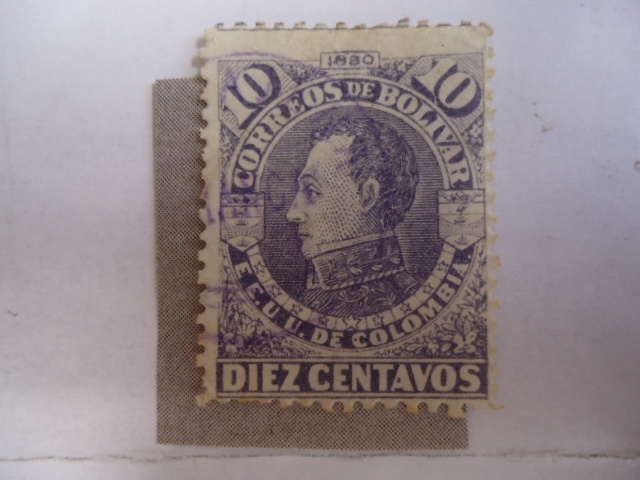 1880
10 10
CORREOS DE BOLIVAR
E.E. U.U. DE COLOMBIA.
DIEZ CENTAVOS